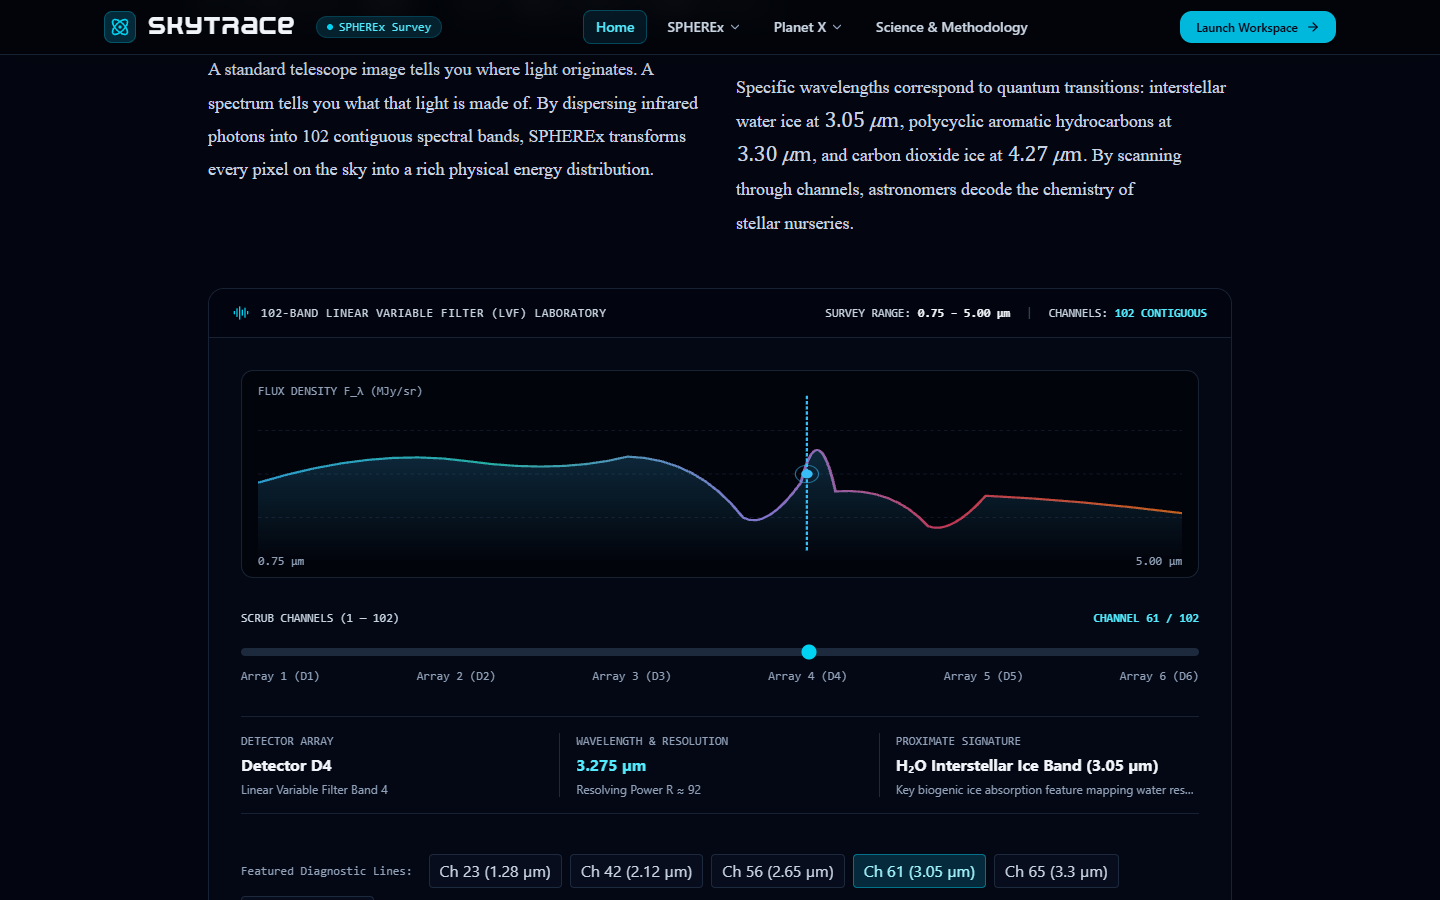 SKYTRACE
SPHEREx Survey
Home
SPHEREx
Planet X
Science & Methodology
Launch Workspace →
A standard telescope image tells you where light originates. A
spectrum tells you what that light is made of. By dispersing infrared
photons into 102 contiguous spectral bands, SPHEREx transforms
every pixel on the sky into a rich physical energy distribution.
Specific wavelengths correspond to quantum transitions: interstellar
water ice at 3.05 μm, polycyclic aromatic hydrocarbons at
3.30 μm, and carbon dioxide ice at 4.27 μm. By scanning
through channels, astronomers decode the chemistry of
stellar nurseries.
102-BAND LINEAR VARIABLE FILTER (LVF) LABORATORY
SURVEY RANGE: 0.75 – 5.00 μm | CHANNELS: 102 CONTIGUOUS
FLUX DENSITY F_λ (MJy/sr)
0.75 μm
5.00 μm
SCRUB CHANNELS (1 — 102)
CHANNEL 61 / 102
Array 1 (D1)
Array 2 (D2)
Array 3 (D3)
Array 4 (D4)
Array 5 (D5)
Array 6 (D6)
DETECTOR ARRAY
Detector D4
Linear Variable Filter Band 4
WAVELENGTH & RESOLUTION
3.275 μm
Resolving Power R ≈ 92
PROXIMATE SIGNATURE
H₂O Interstellar Ice Band (3.05 μm)
Key biogenic ice absorption feature mapping water res...
Featured Diagnostic Lines:
Ch 23 (1.28 μm)
Ch 42 (2.12 μm)
Ch 56 (2.65 μm)
Ch 61 (3.05 μm)
Ch 65 (3.3 μm)